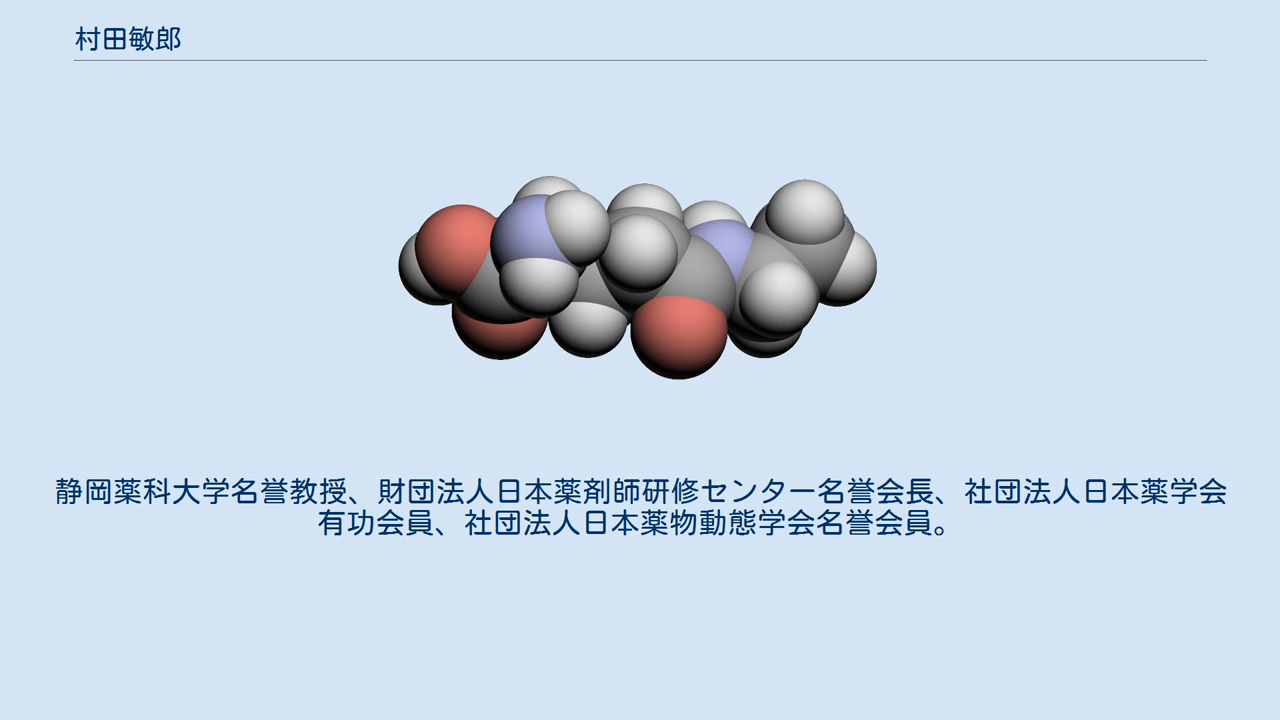 村田敏郎
静岡薬科大学名誉教授、財団法人日本薬剤師研修センター名誉会長、社団法人日本薬学会
有功会員、社団法人日本薬物動態学会名誉会員。